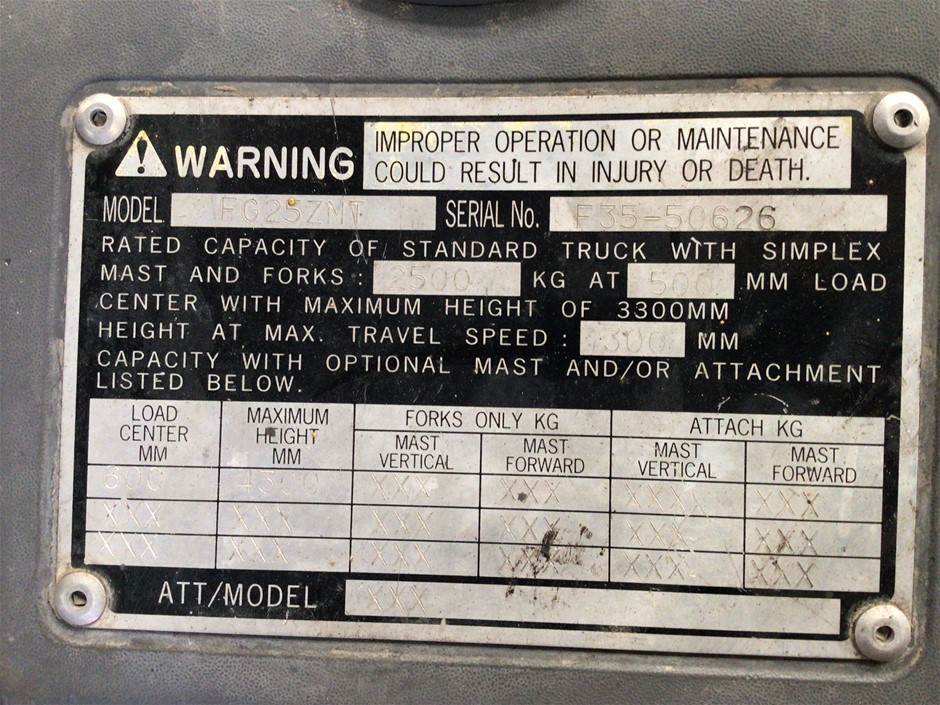 WARNING
IMPROPER OPERATION OR MAINTENANCE
COULD RESULT IN INJURY OR DEATH.
MODEL FG25ZMT SERIAL No. F35-50626
RATED CAPACITY OF STANDARD TRUCK WITH SIMPLEX
MAST AND FORKS: 2500 KG AT 500 MM LOAD
CENTER WITH MAXIMUM HEIGHT OF 3300MM
HEIGHT AT MAX. TRAVEL SPEED: 300 MM
CAPACITY WITH OPTIONAL MAST AND/OR ATTACHMENT
LISTED BELOW.
LOAD CENTER MM MAXIMUM HEIGHT MM FORKS ONLY KG ATTACH KG
MAST VERTICAL MAST FORWARD MAST VERTICAL MAST FORWARD
600 XXX XXX XXX XXX
XXX XXX XXX XXX XXX XXX
XXX XXX XXX XXX XXX XXX
ATT/MODEL XXX